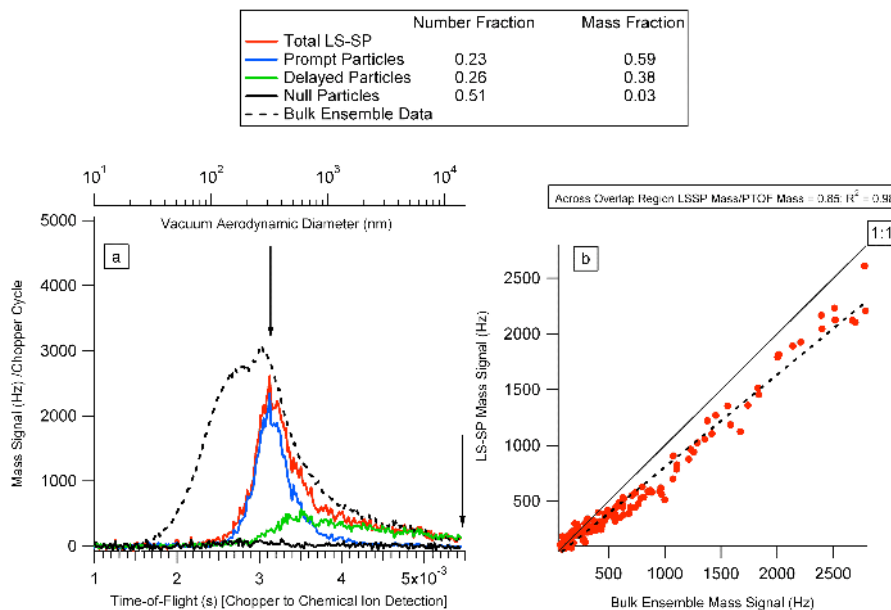 Number Fraction Mass Fraction
Total LS-SP
Prompt Particles 0.23 0.59
Delayed Particles 0.26 0.38
Null Particles 0.51 0.03
Bulk Ensemble Data
10^1 10^2 10^3 10^4
Vacuum Aerodynamic Diameter (nm)
5000
4000
3000
2000
1000
0
Mass Signal (Hz) /Chopper Cycle
a
1 2 3 4 5x10^-3
Time-of-Flight (s) [Chopper to Chemical Ion Detection]
Across Overlap Region LSSP Mass/PTOF Mass = 0.85: R^2 = 0.98
1:1
b
2500
2000
1500
1000
500
LS-SP Mass Signal (Hz)
500 1000 1500 2000 2500
Bulk Ensemble Mass Signal (Hz)